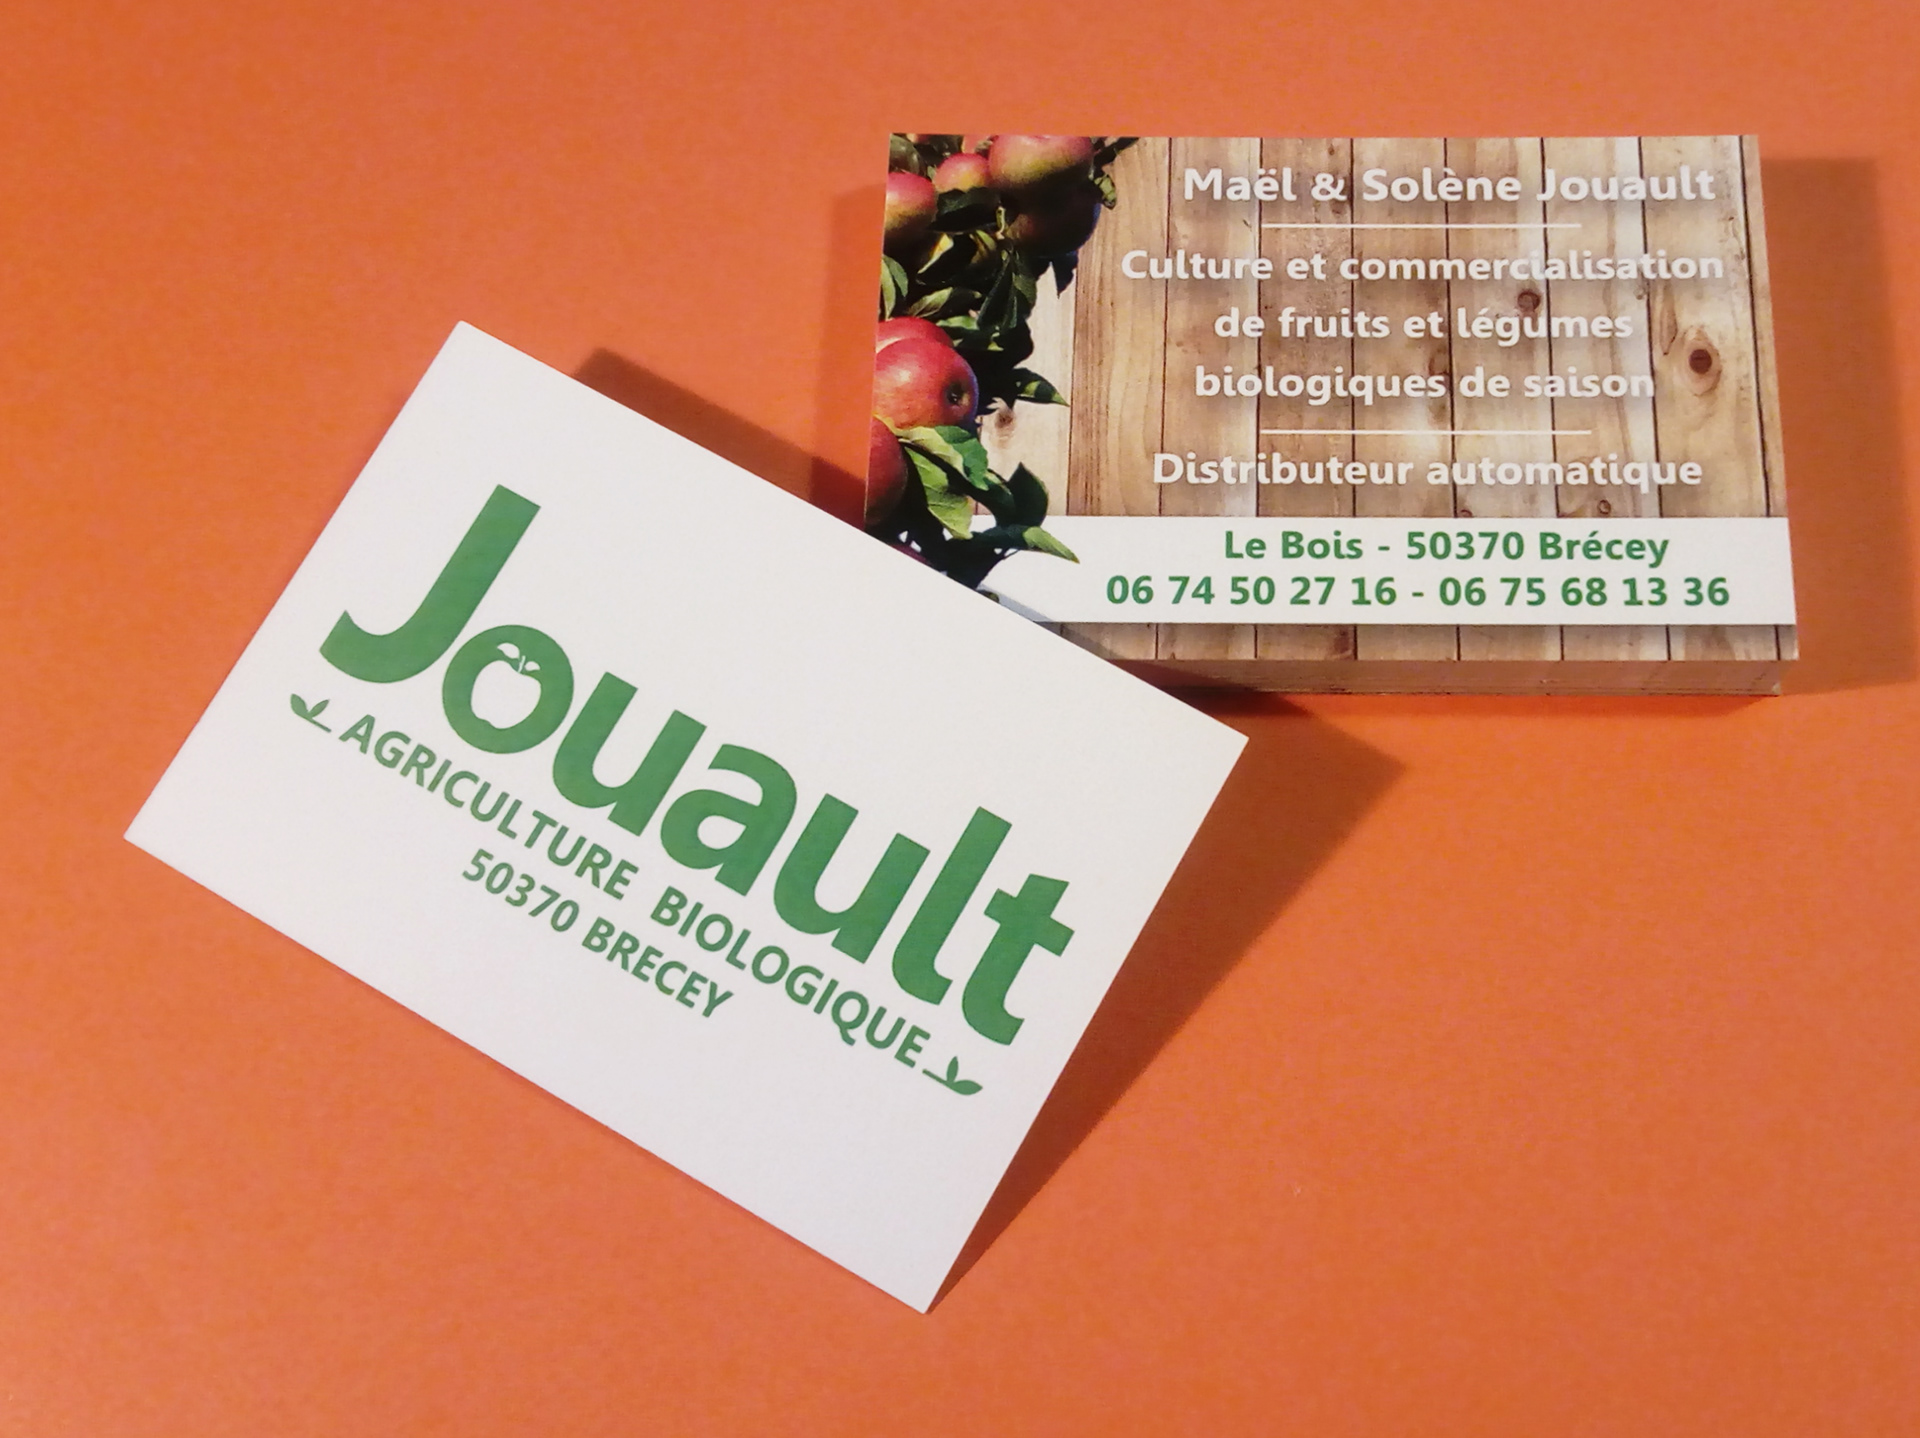 Maël & Solène Jouault
Culture et commercialisation
de fruits et légumes
biologiques de saison
Distributeur automatique
Le Bois - 50370 Brécey
06 74 50 27 16 - 06 75 68 13 36
Jouault
AGRICULTURE BIOLOGIQUE
50370 BRECEY